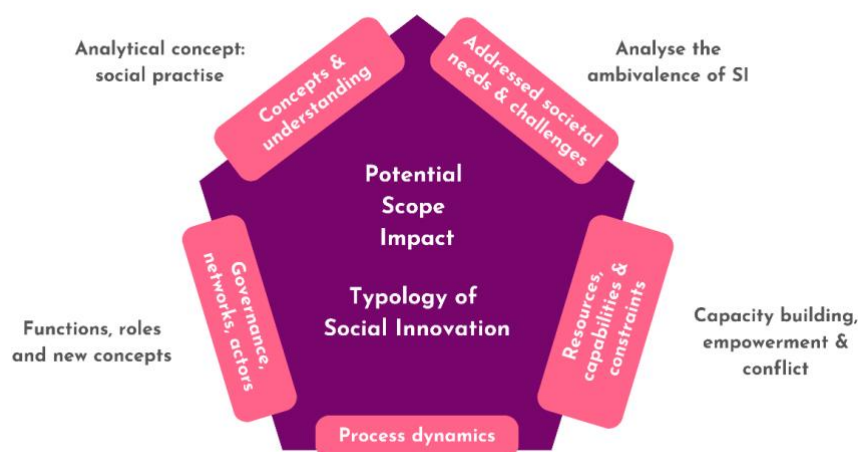 Analytical concept:
social practise
Concepts &
understanding
Addressed societal
needs & challenges
Analyse the
ambivalence of SI
Potential
Scope
Impact
Typology of
Social Innovation
Governance,
networks, actors
Functions, roles
and new concepts
Resources,
capabilities &
constraints
Capacity building,
empowerment &
conflict
Process dynamics